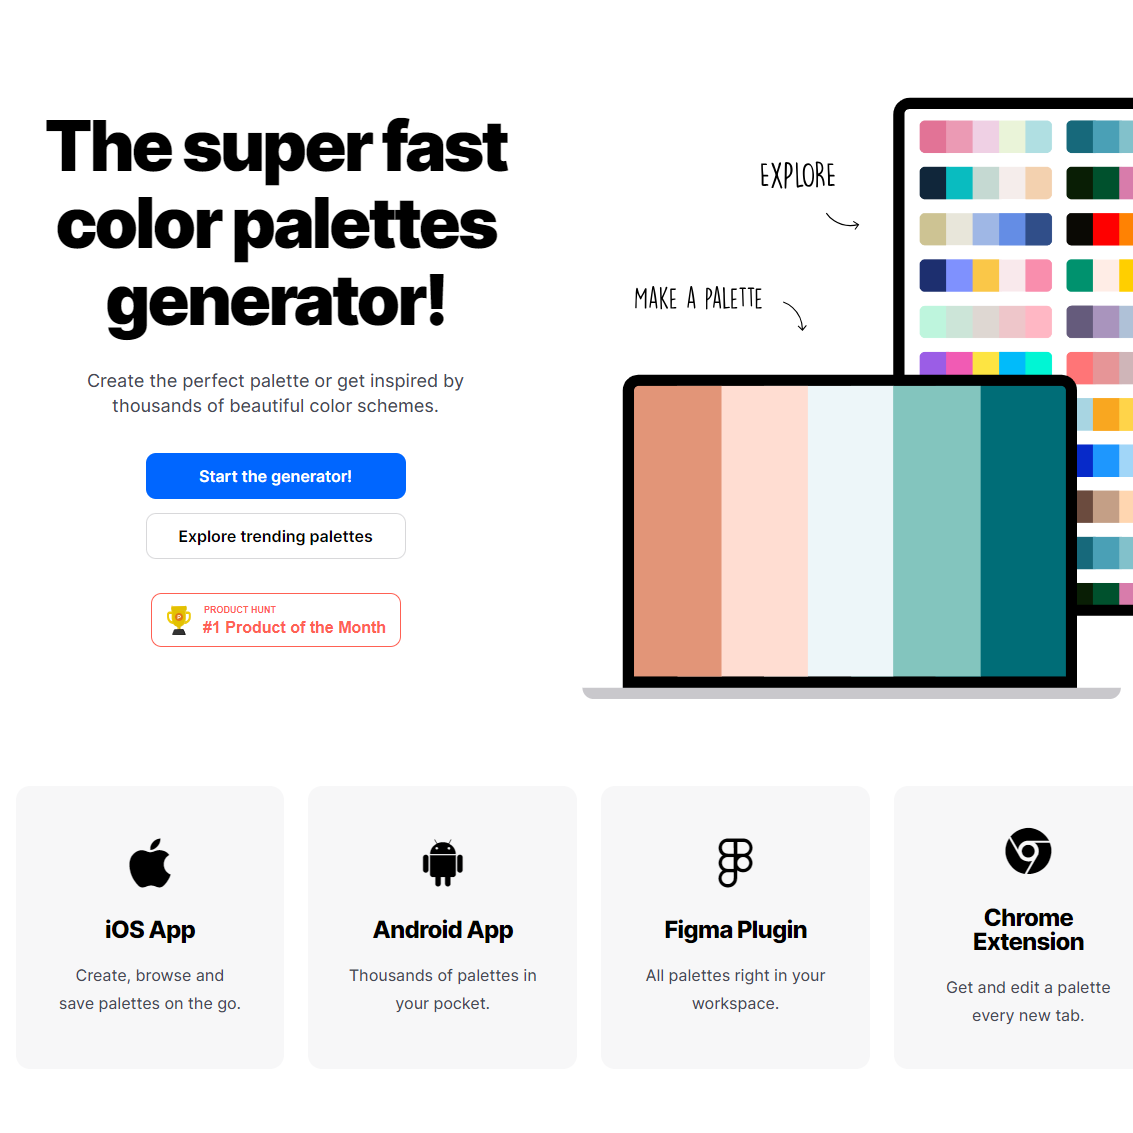 The super fast
color palettes
generator!
Create the perfect palette or get inspired by
thousands of beautiful color schemes.
Start the generator!
Explore trending palettes
PRODUCT HUNT
#1 Product of the Month
EXPLORE
MAKE A PALETTE
iOS App
Create, browse and
save palettes on the go.
Android App
Thousands of palettes in
your pocket.
Figma Plugin
All palettes right in your
workspace.
Chrome
Extension
Get and edit a palette
every new tab.